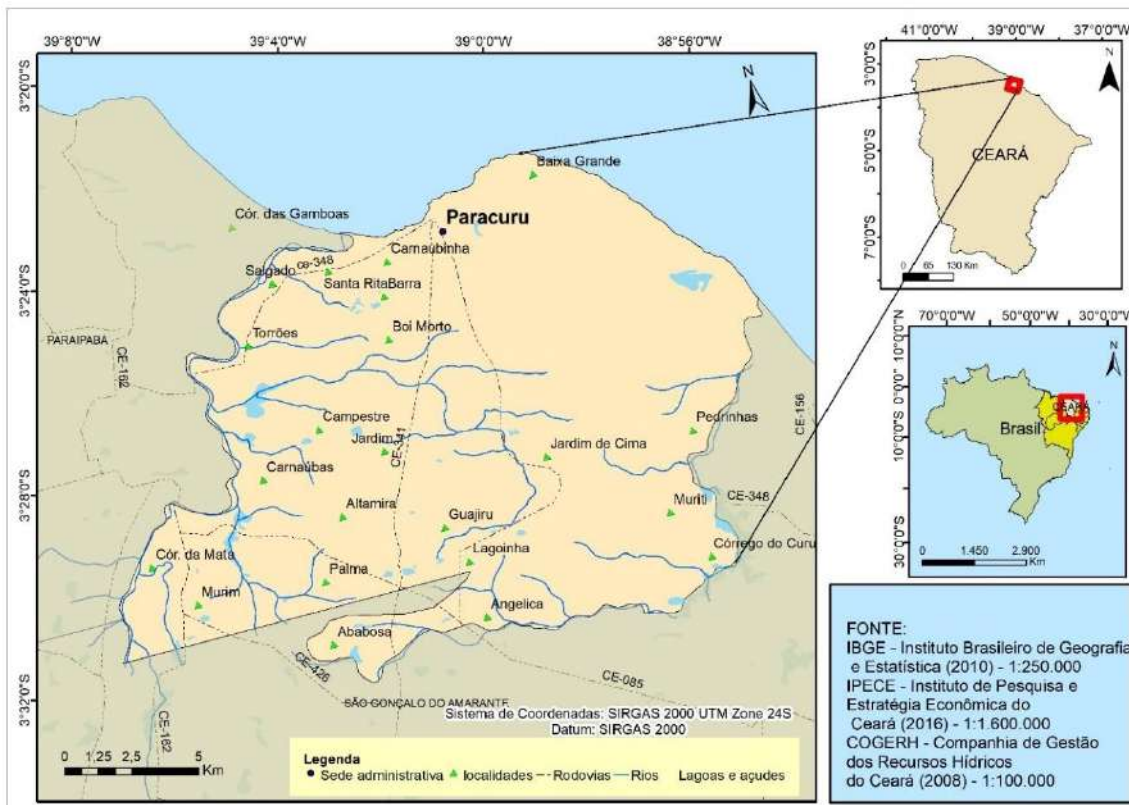 39°8'0"W
39°4'0"W
39°0'0"W
38°56'0"W
3°20'0"S
3°24'0"S
3°28'0"S
3°32'0"S
N
Baixa Grande
Cór. das Gamboas
Paracuru
Carnaubinha
ce-348
Salgado
Santa Rita
Barra
Boi Morto
Torrões
PARAIPABA
CE-162
CE-156
Campestre
Pedrinhas
Jardim
CE-341
Jardim de Cima
Carnaúbas
CE-348
Altamira
Muriti
Guajiru
Lagoinha
Córrego do Curu
Cór. da Mata
Palma
Murim
Angelica
Ababosa
CE-426
CE-085
SÃO GONÇALO DO AMARANTE
CE-162
Sistema de Coordenadas: SIRGAS 2000 UTM Zone 24S
Datum: SIRGAS 2000
0 1,25 2,5 5
Km
Legenda
Sede administrativa localidades Rodovias Rios Lagoas e açudes
41°0'0"W 39°0'0"W 37°0'0"W
3°0'0"S
5°0'0"S
7°0'0"S
N
CEARÁ
0 65 130 Km
70°0'0"W 50°0'0"W 30°0'0"W
10°0'0"N
0°0'0"
10°0'0"S
30°0'0"S
N
CEARÁ
Brasil
0 1.450 2.900
Km
FONTE:
IBGE - Instituto Brasileiro de Geografia
e Estatística (2010) - 1:250.000
IPECE - Instituto de Pesquisa e
Estratégia Econômica do
Ceará (2016) - 1:1.600.000
COGERH - Companhia de Gestão
dos Recursos Hídricos
do Ceará (2008) - 1:100.000